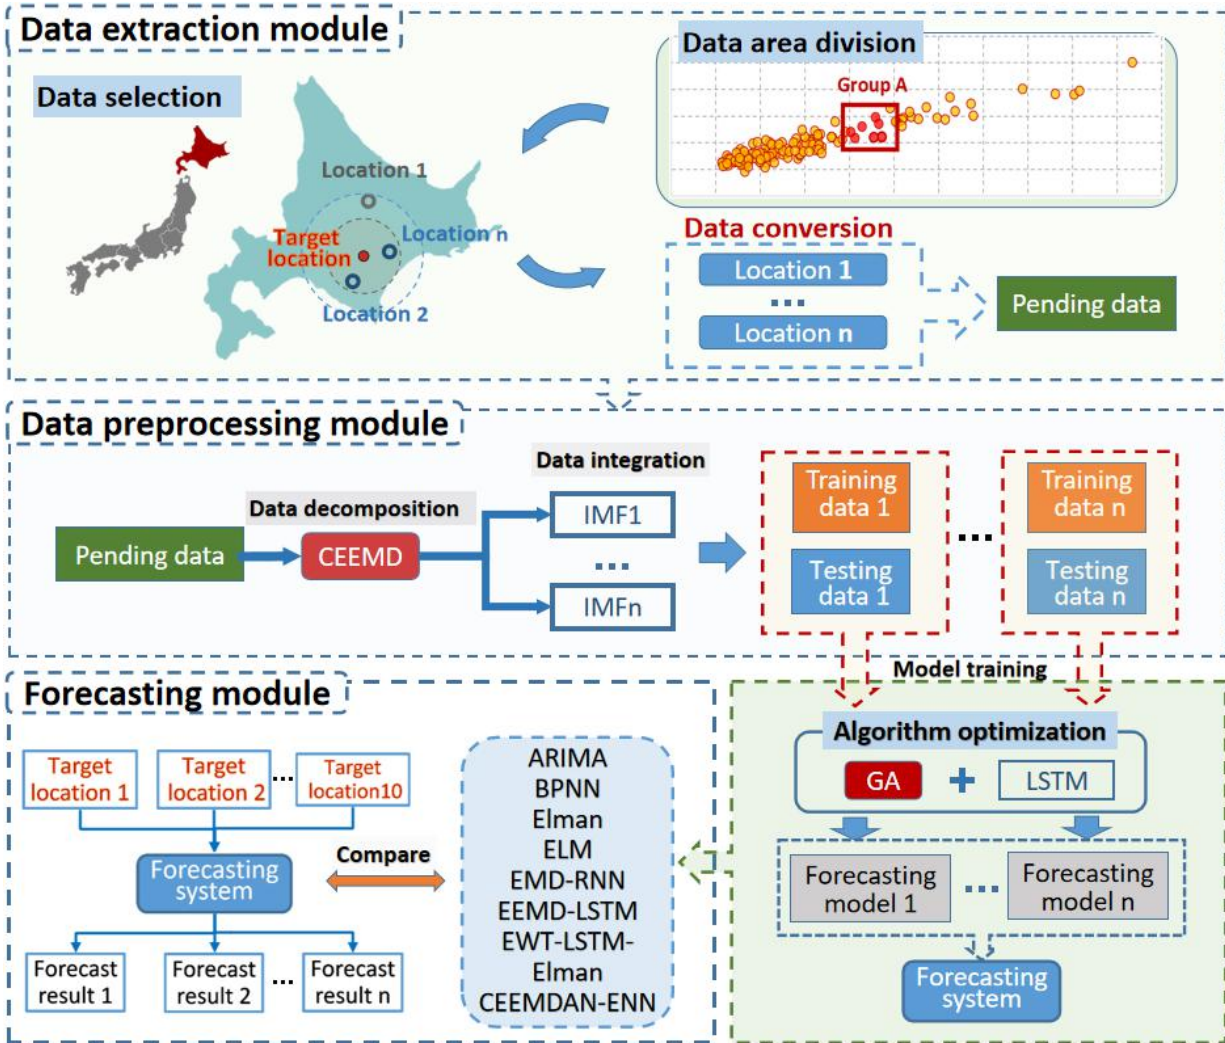 Data extraction module
Data selection
Location 1
Target
location
Location n
Location 2
Data area division
Group A
Data conversion
Location 1
...
Location n
Pending data
Data preprocessing module
Pending data
Data decomposition
CEEMD
Data integration
IMF1
...
IMFn
Training
data 1
Testing
data 1
...
Training
data n
Testing
data n
Model training
Algorithm optimization
GA
+
LSTM
Forecasting
model 1
...
Forecasting
model n
Forecasting
system
Forecasting module
Target
location 1
Target
location 2
...
Target
location10
Forecasting
system
Forecast
result 1
Forecast
result 2
...
Forecast
result n
Compare
ARIMA
BPNN
Elman
ELM
EMD-RNN
EEMD-LSTM
EWT-LSTM-
Elman
CEEMDAN-ENN